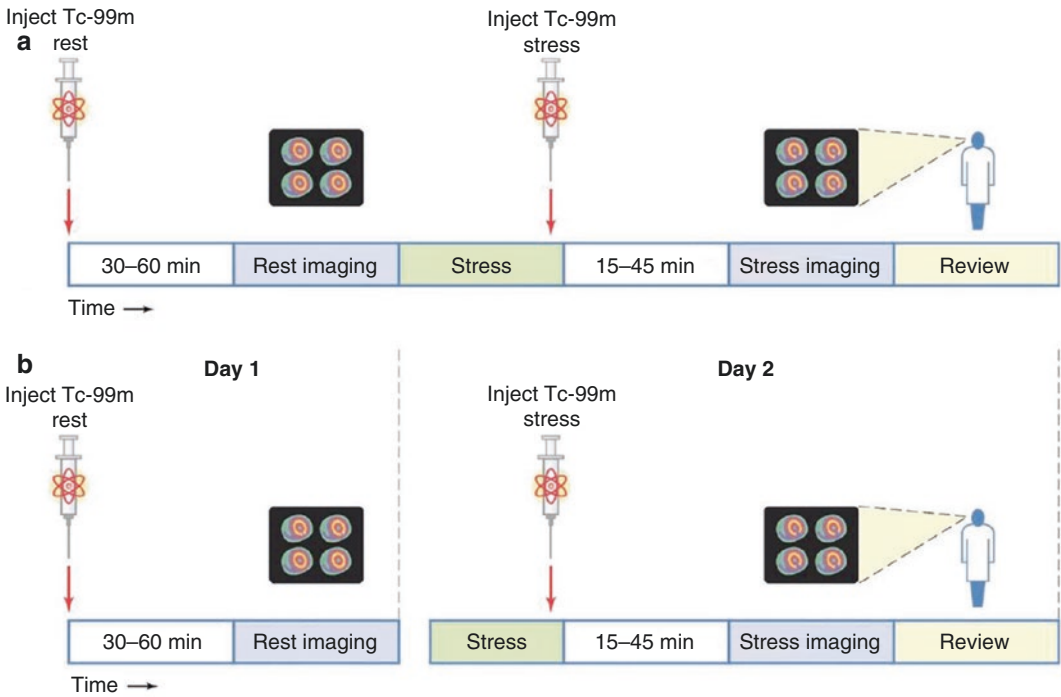 Inject Tc-99m
rest
a
Inject Tc-99m
stress
30–60 min
Rest imaging
Stress
15–45 min
Stress imaging
Review
Time
b
Day 1
Day 2
Inject Tc-99m
rest
Inject Tc-99m
stress
30–60 min
Rest imaging
Stress
15–45 min
Stress imaging
Review
Time